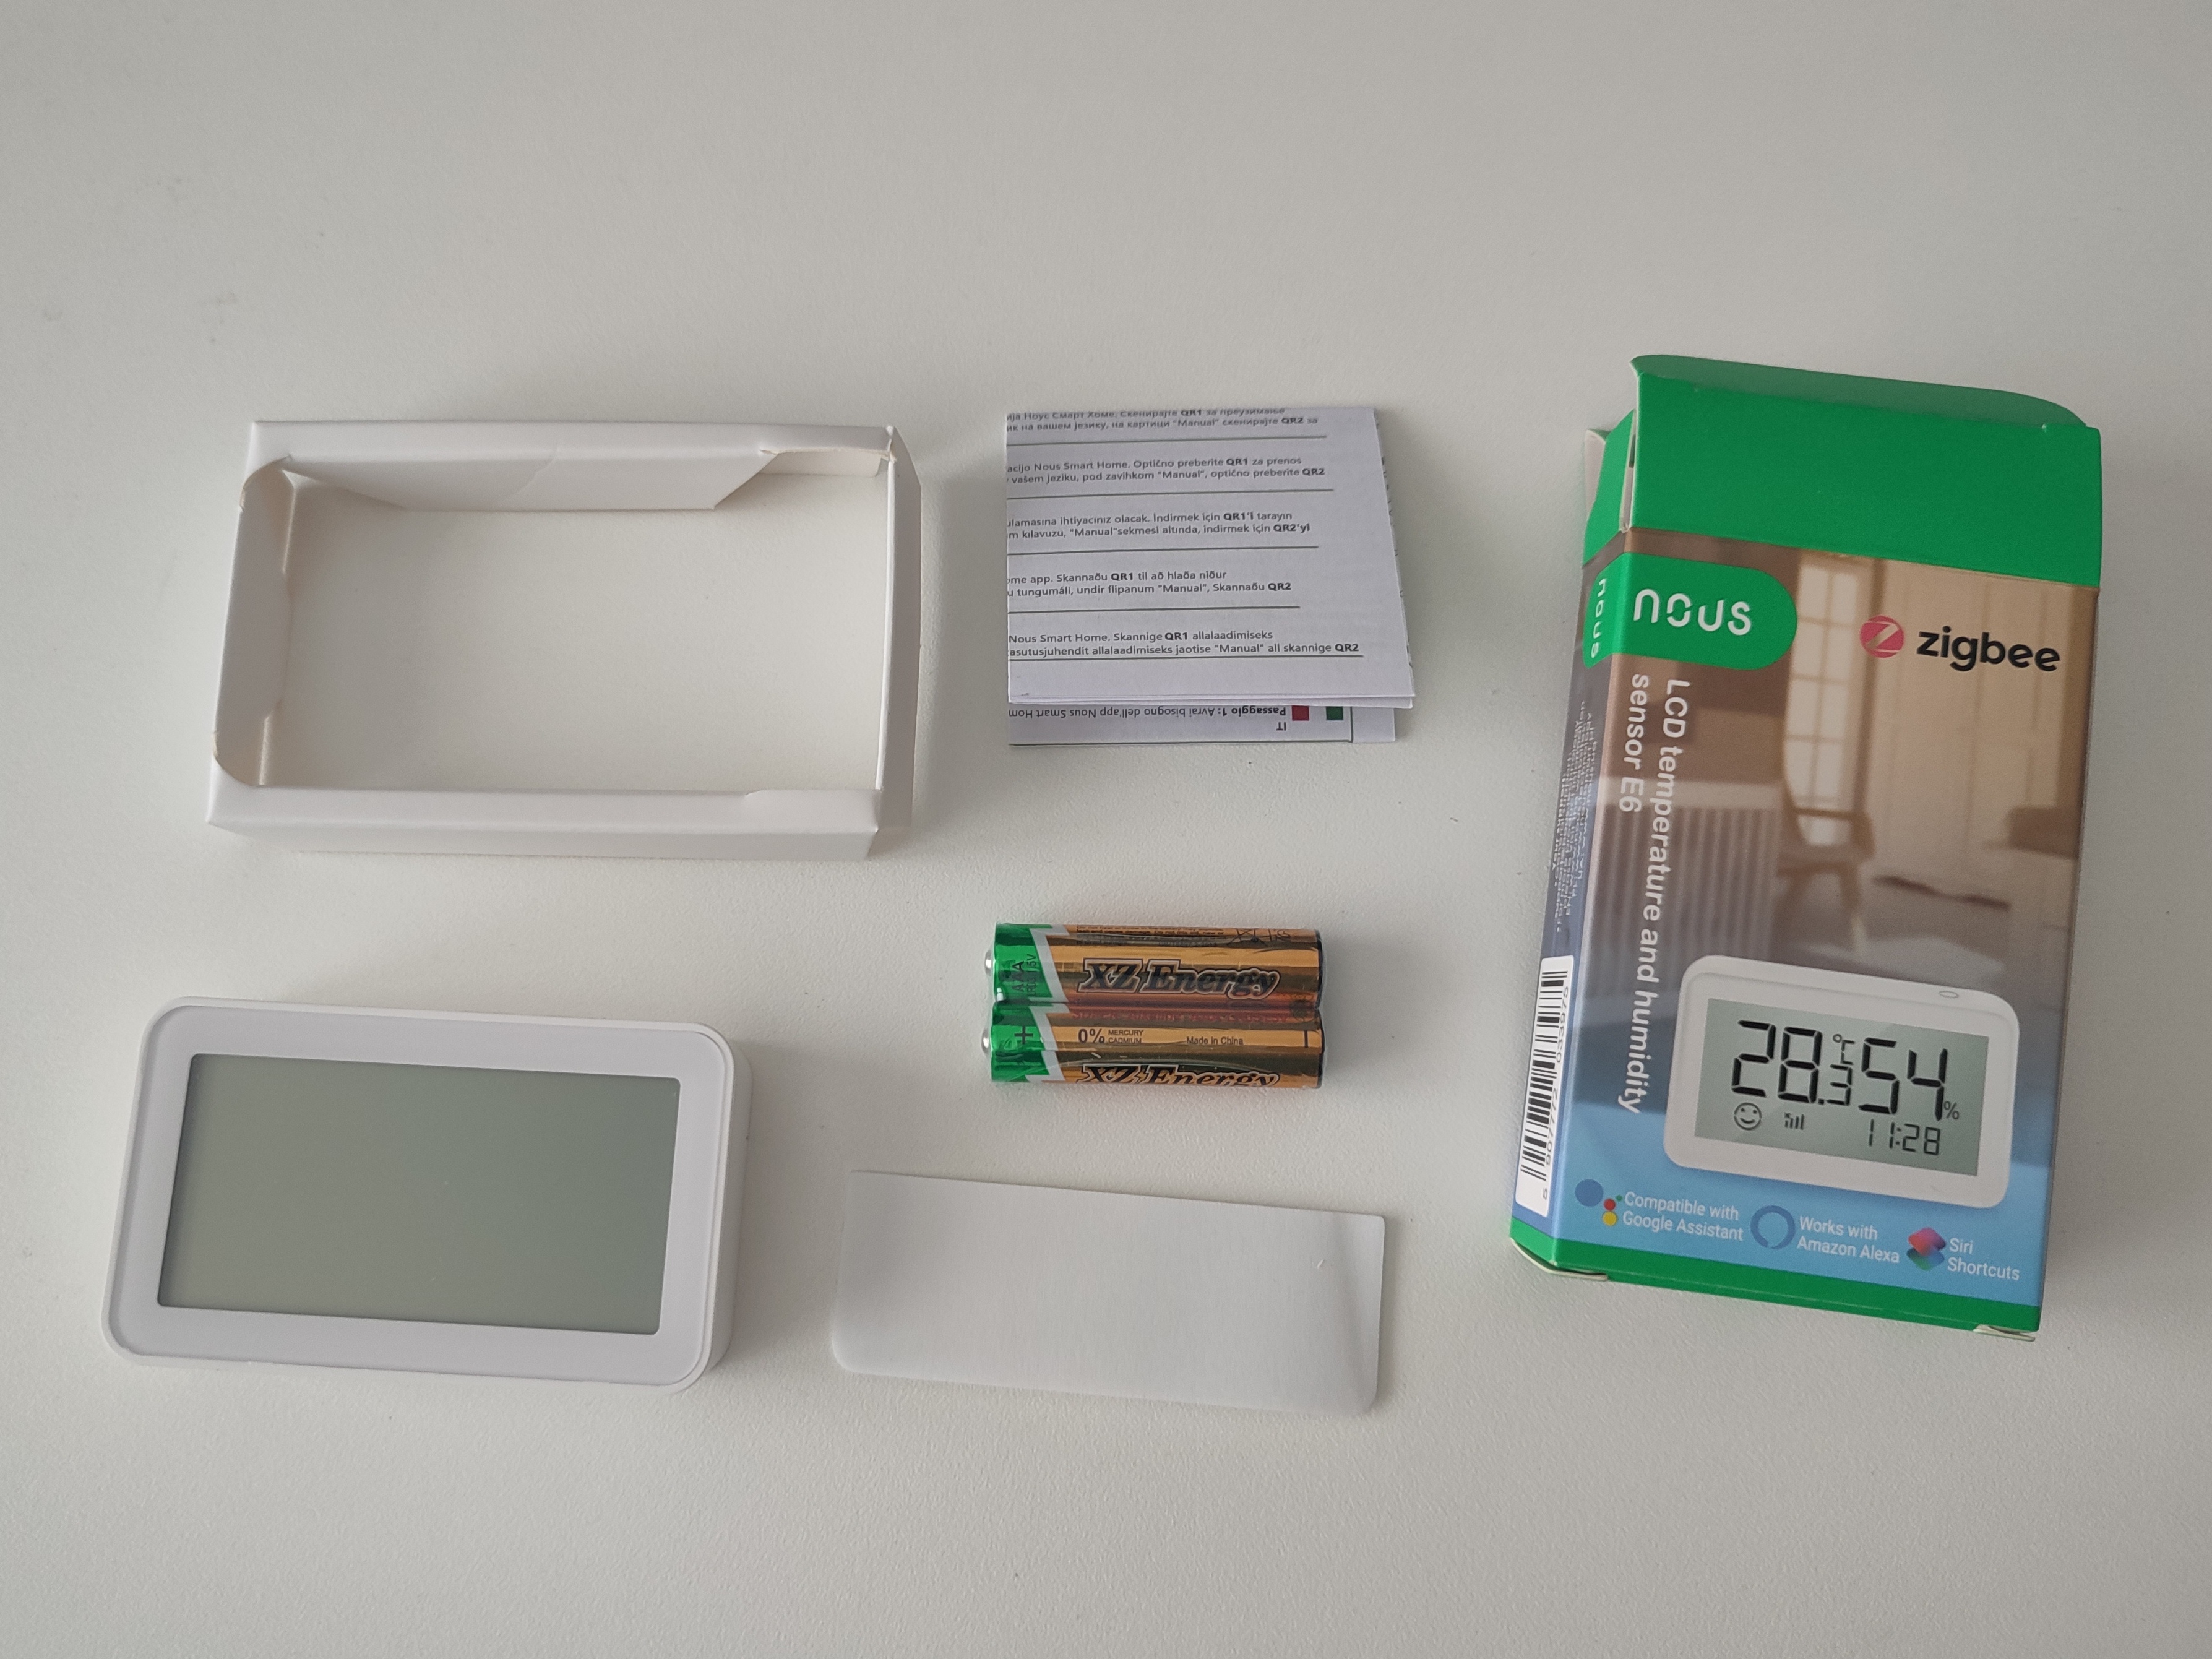 ија Ноус Смарт Хоме. Скенирајте QR1 за преузимање
ик на вашем језику, на картици "Manual" скенирајте QR2 за
acijo Nous Smart Home. Optično preberite QR1 za prenos
vašem jeziku, pod zavihkom "Manual", optično preberite QR2
ulamasına ihtiyacınız olacak. İndirmek için QR1'i tarayın
m kılavuzu, "Manual"sekmesi altında, indirmek için QR2'yi
ome app. Skannaðu QR1 til að hlaða niður
u tungumáli, undir flipanum "Manual", Skannaðu QR2
Nous Smart Home. Skannige QR1 allalaadimiseks
asutusjuhendit allalaadimiseks jaotise "Manual" all skannige QR2
IT
Passaggio 1: Avrai bisogno dell'app Nous Smart Hom
XZ Energy
AAA
1.5V
0% MERCURY
CADMIUM
Made in China
XZ Energy
nous
nous
zigbee
LCD temperature and humidity
sensor E6
28.3 °C 54 %
11:28
Compatible with
Google Assistant
Works with
Amazon Alexa
Siri
Shortcuts